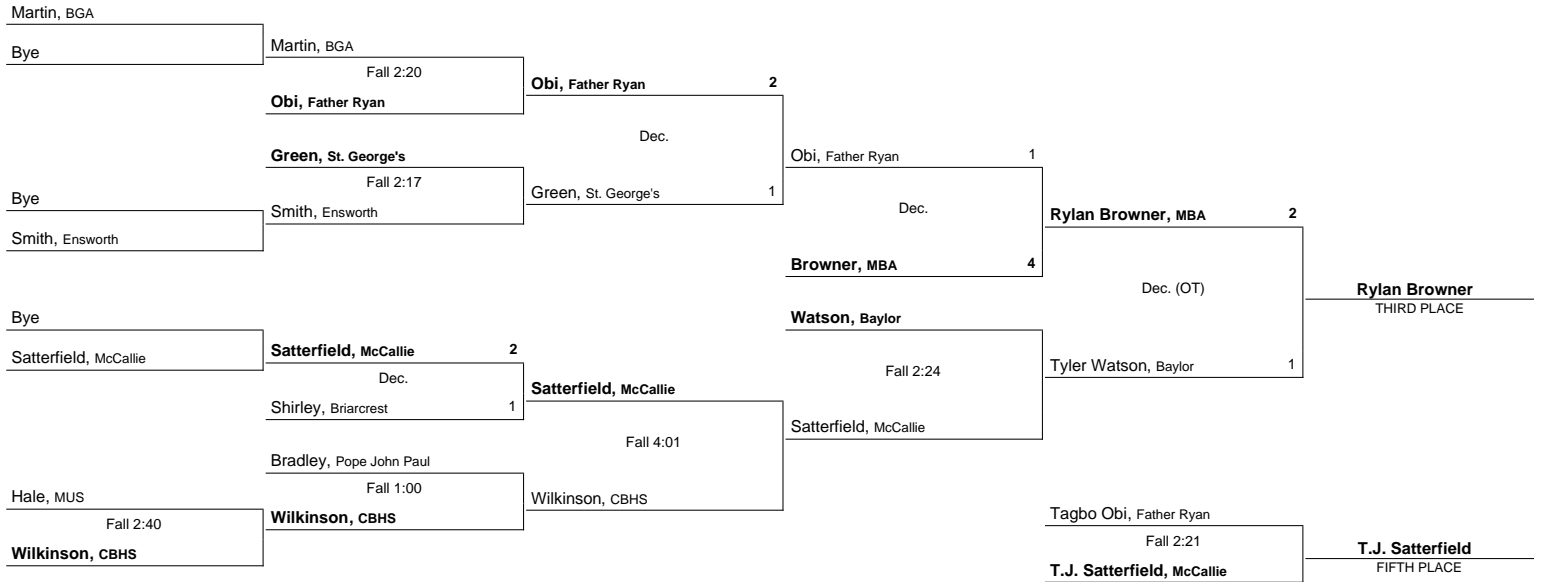 Martin, BGA
Bye
Martin, BGA
Fall 2:20
Obi, Father Ryan
Obi, Father Ryan 2
Dec.
Green, St. George's 1
Green, St. George's
Fall 2:17
Smith, Ensworth
Bye
Smith, Ensworth
Obi, Father Ryan 1
Dec.
Browner, MBA 4
Rylan Browner, MBA 2
Dec. (OT)
Tyler Watson, Baylor 1
Rylan Browner
THIRD PLACE
Bye
Satterfield, McCallie
Satterfield, McCallie 2
Dec.
Shirley, Briarcrest 1
Satterfield, McCallie
Fall 4:01
Wilkinson, CBHS
Watson, Baylor
Fall 2:24
Satterfield, McCallie
Bradley, Pope John Paul
Fall 1:00
Wilkinson, CBHS
Hale, MUS
Fall 2:40
Wilkinson, CBHS
Tagbo Obi, Father Ryan
Fall 2:21
T.J. Satterfield, McCallie
T.J. Satterfield
FIFTH PLACE